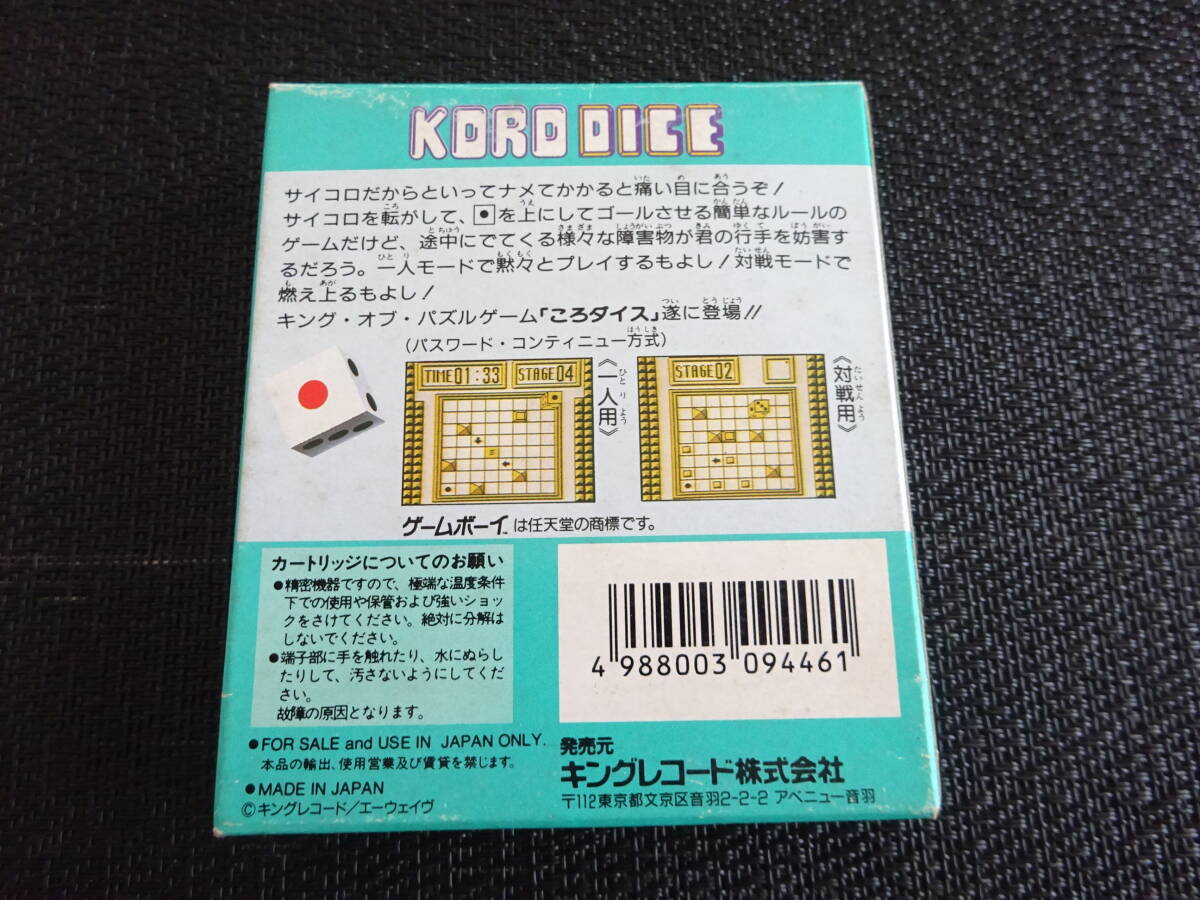 KORO DICE
サイコロだからといってナメてかかると痛い目に合うぞ!
サイコロを転がして、⚀を上にしてゴールさせる簡単なルールの
ゲームだけど、途中にでてくる様々な障害物が君の行手を妨害す
るだろう。一人モードで黙々とプレイするもよし!対戦モードで
燃え上るもよし!
キング・オブ・パズルゲーム「ころダイス」遂に登場!!
(パスワード・コンティニュー方式)
TIME01:33 STAGE04
《一人用》
STAGE02
《対戦用》
ゲームボーイ™は任天堂の商標です。
カートリッジについてのお願い
●精密機器ですので、極端な温度条件
下での使用や保管および強いショッ
クをさけてください。絶対に分解は
しないでください。
●端子部に手を触れたり、水にぬらし
たりして、汚さないようにしてくだ
さい。
故障の原因となります。
4 988003 094461
●FOR SALE and USE IN JAPAN ONLY.
本品の輸出、使用営業及び賃貸を禁じます。
●MADE IN JAPAN
©キングレコード/エーウェイヴ
発売元
キングレコード株式会社
〒112東京都文京区音羽2-2-2 アベニュー音羽